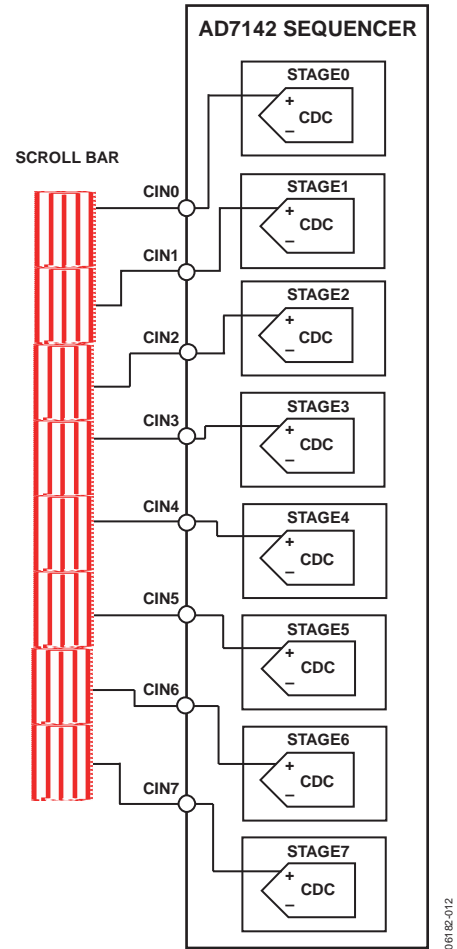 AD7142 SEQUENCER
STAGE0
+
CDC
–
SCROLL BAR
CIN0
STAGE1
+
CDC
–
CIN1
STAGE2
+
CDC
–
CIN2
STAGE3
+
CDC
–
CIN3
STAGE4
+
CDC
–
CIN4
STAGE5
+
CDC
–
CIN5
STAGE6
+
CDC
–
CIN6
STAGE7
+
CDC
–
CIN7
06182-012